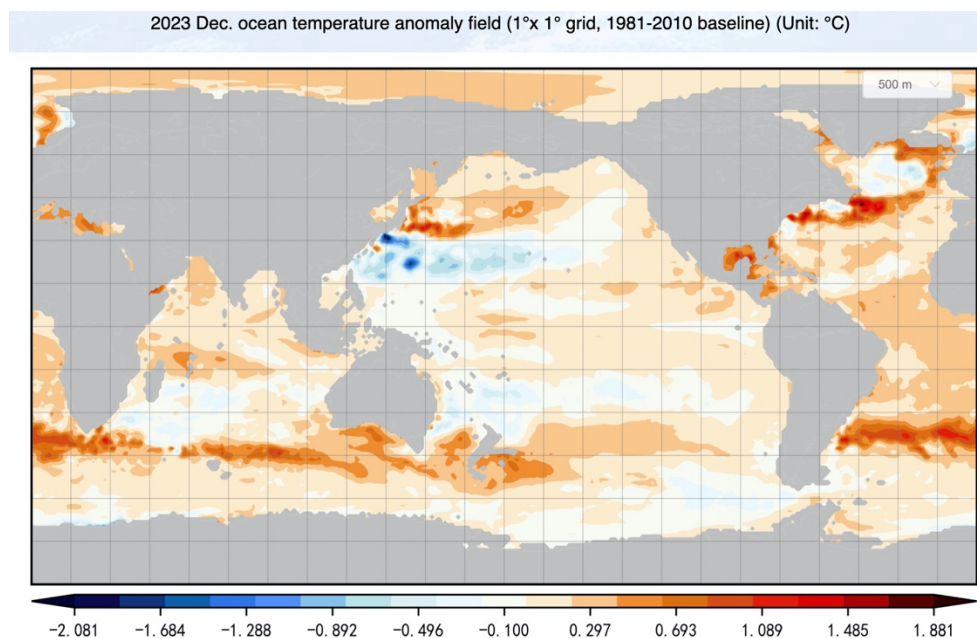 2023 Dec. ocean temperature anomaly field (1°x 1° grid, 1981-2010 baseline) (Unit: °C)
500 m
−2.081 −1.684 −1.288 −0.892 −0.496 −0.100 0.297 0.693 1.089 1.485 1.881